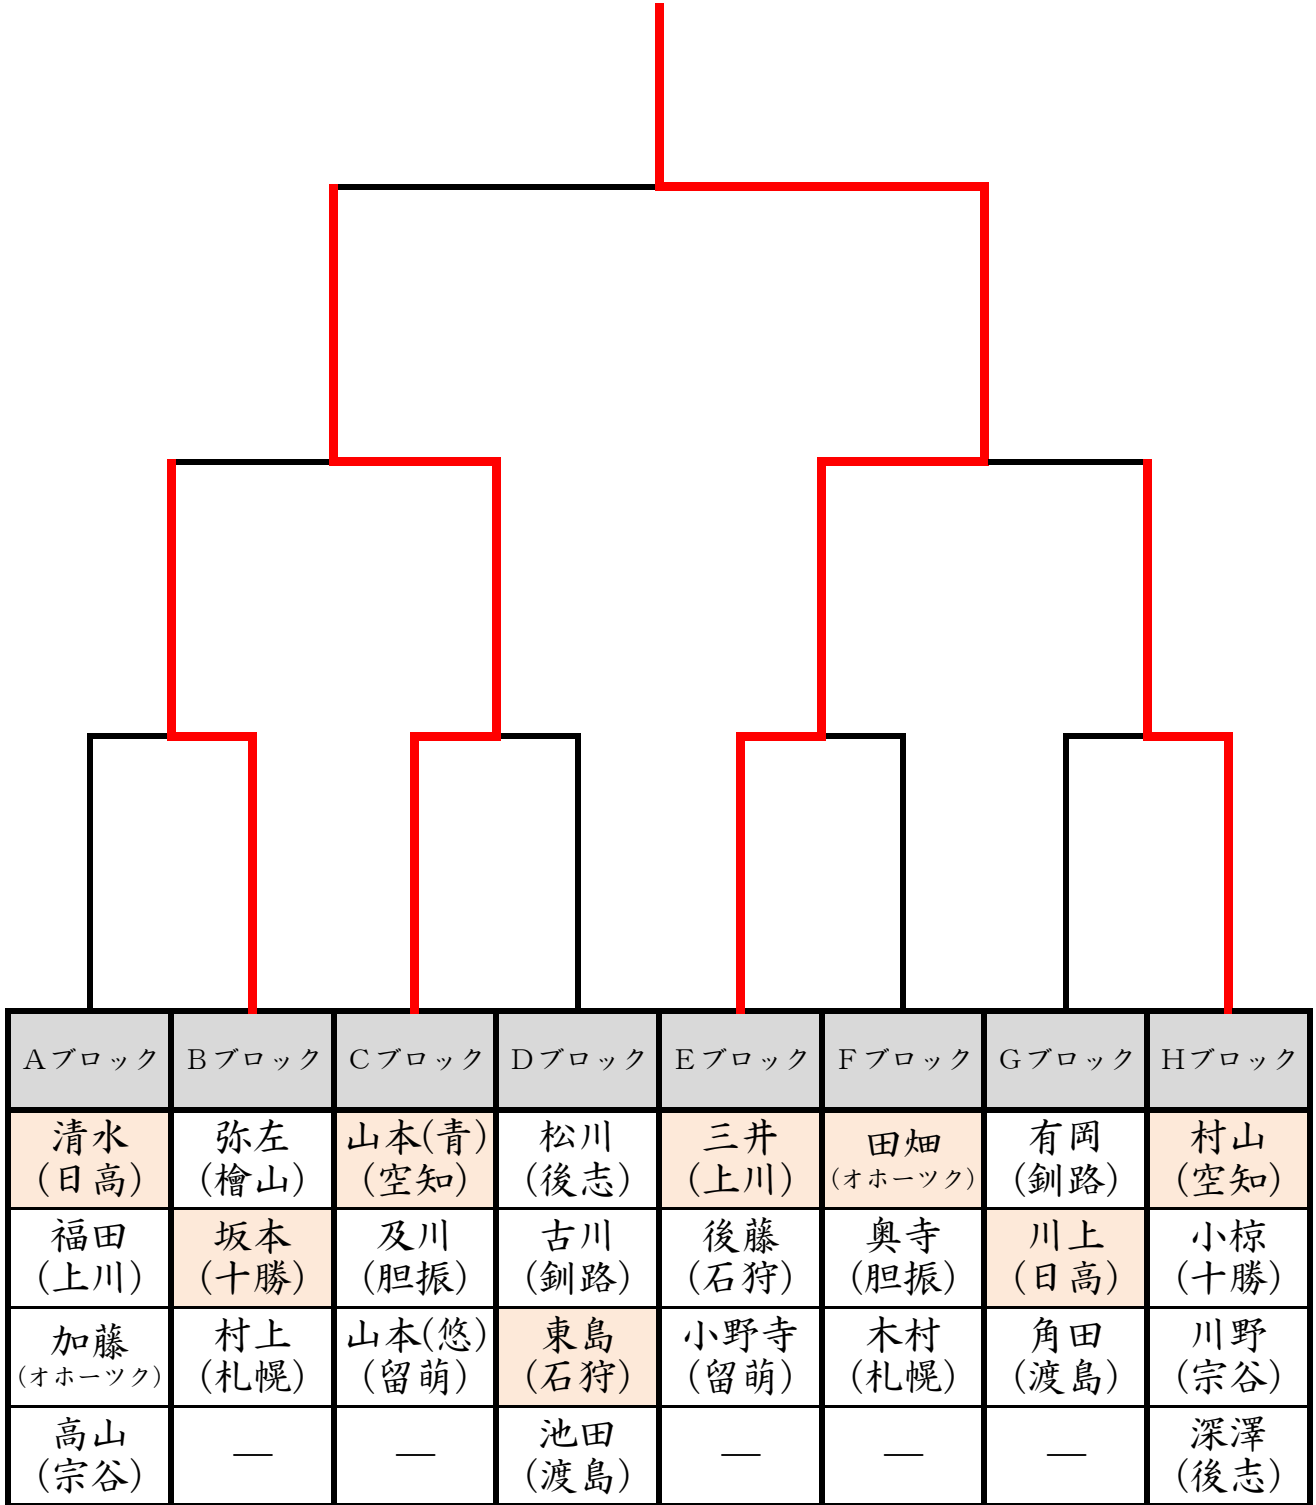 Aブロック Bブロック Cブロック Dブロック Eブロック Fブロック Gブロック Hブロック
清水 弥左 山本(青) 松川 三井 田畑 有岡 村山
(日高) (檜山) (空知) (後志) (上川) (オホーツク) (釧路) (空知)
福田 坂本 及川 古川 後藤 奥寺 川上 小椋
(上川) (十勝) (胆振) (釧路) (石狩) (胆振) (日高) (十勝)
加藤 村上 山本(悠) 東島 小野寺 木村 角田 川野
(オホーツク) (札幌) (留萌) (石狩) (留萌) (札幌) (渡島) (宗谷)
高山 — — 池田 — — — 深澤
(宗谷) (渡島) (後志)